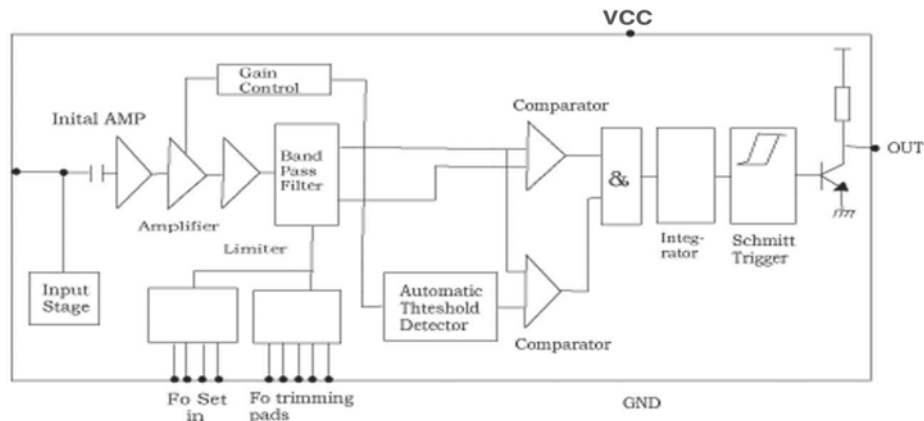 VCC
Gain
Control
Inital AMP
Comparator
OUT
Band
Pass
Filter
&
Amplifier
Limiter
Integ-
rator
Schmitt
Trigger
Input
Stage
Automatic
Thteshold
Detector
Comparator
Fo Set
in
Fo trimming
pads
GND